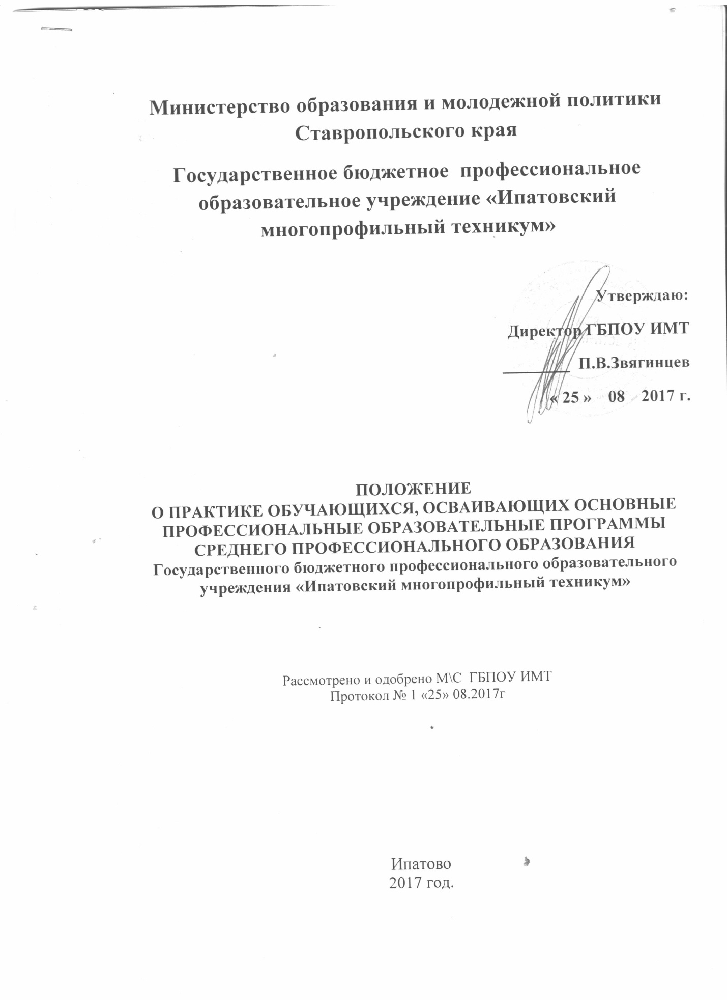 Министерство образования и молодежной политики
Ставропольского края
Государственное бюджетное профессиональное
образовательное учреждение «Ипатовский
многопрофильный техникум»
Утверждаю:
Директор ГБПОУ ИМТ
________ П.В.Звягинцев
« 25 » 08 2017 г.
ПОЛОЖЕНИЕ
О ПРАКТИКЕ ОБУЧАЮЩИХСЯ, ОСВАИВАЮЩИХ ОСНОВНЫЕ
ПРОФЕССИОНАЛЬНЫЕ ОБРАЗОВАТЕЛЬНЫЕ ПРОГРАММЫ
СРЕДНЕГО ПРОФЕССИОНАЛЬНОГО ОБРАЗОВАНИЯ
Государственного бюджетного профессионального образовательного
учреждения «Ипатовский многопрофильный техникум»
Рассмотрено и одобрено М\С ГБПОУ ИМТ
Протокол № 1 «25» 08.2017г
Ипатово
2017 год.